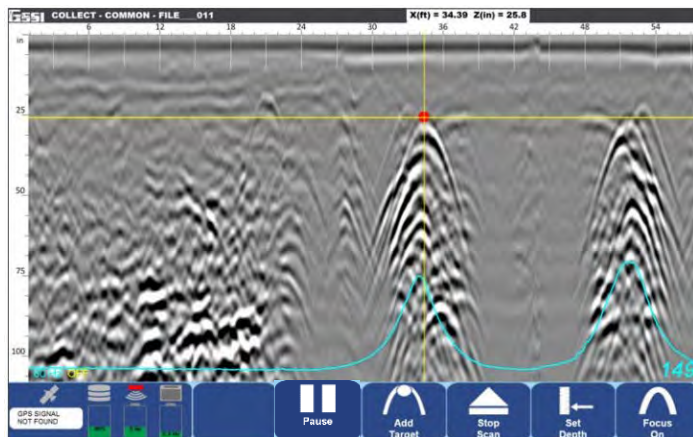 GSSI COLLECT - COMMON - FILE___011
X(ft) = 34.39 Z(in) = 25.8
in 6 12 18 24 30 36 42 48 54
25
50
75
100
OFF
149
GPS SIGNAL
NOT FOUND
Pause
Add
Target
Stop
Scan
Set
Depth
Focus
On